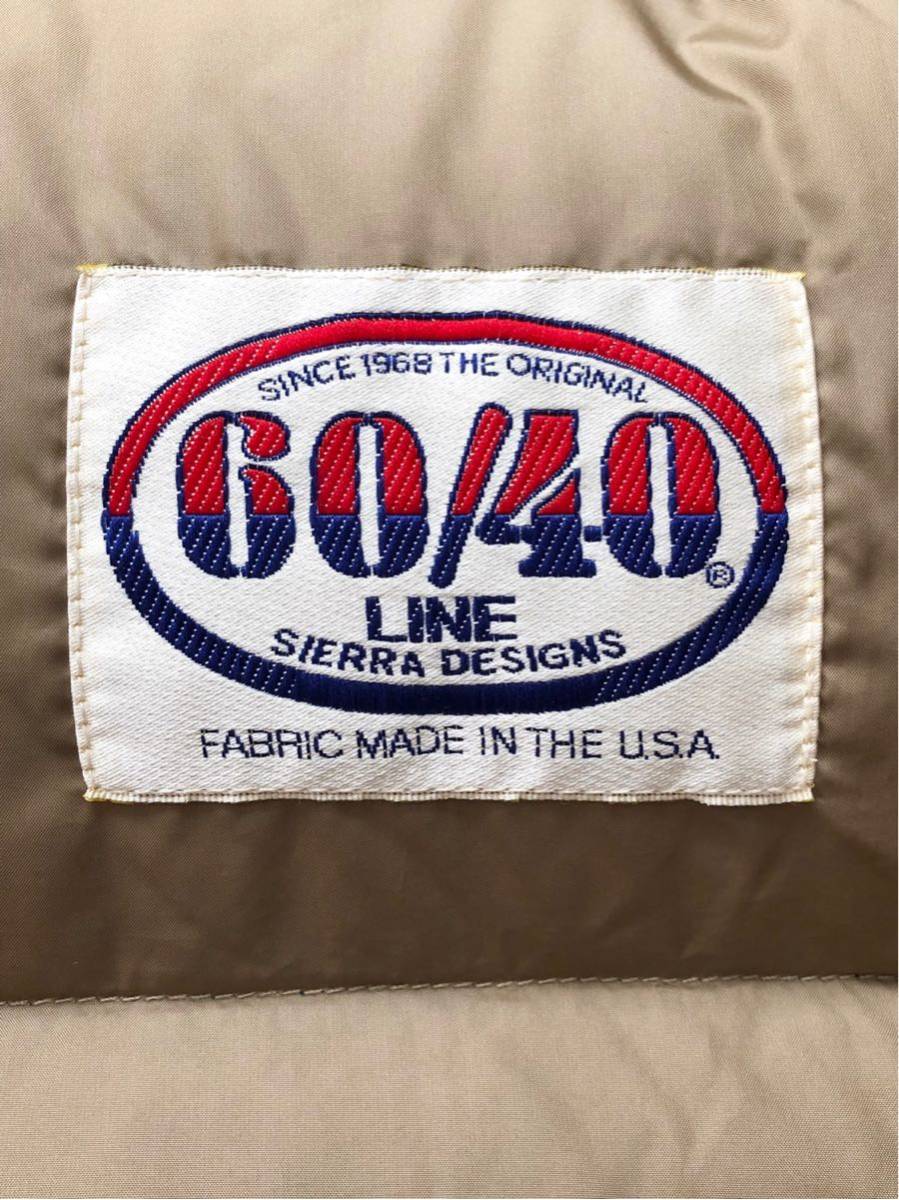 SINCE 1968 THE ORIGINAL
60/40®
LINE
SIERRA DESIGNS
FABRIC MADE IN THE U.S.A.